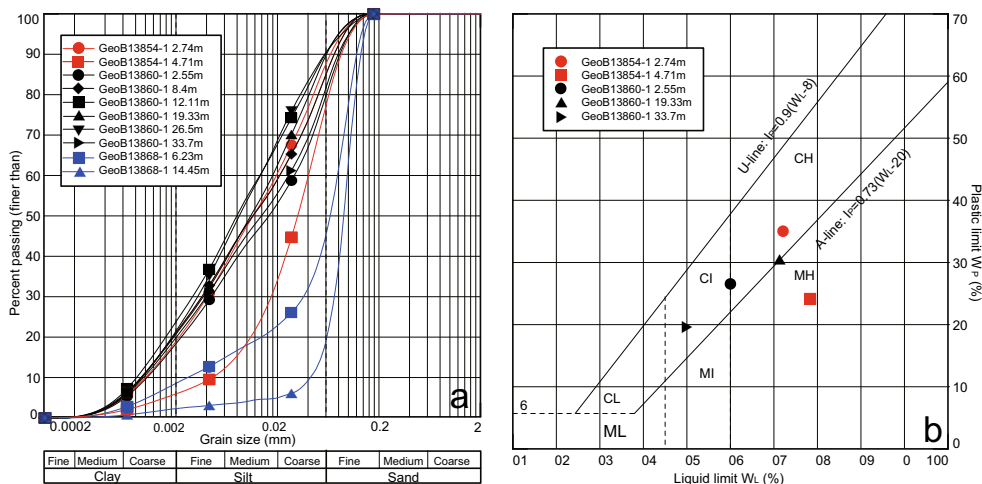 100
90
80
70
60
50
40
30
20
10
0
Percent passing (finer than)
GeoB13854-1 2.74m
GeoB13854-1 4.71m
GeoB13860-1 2.55m
GeoB13860-1 8.4m
GeoB13860-1 12.11m
GeoB13860-1 19.33m
GeoB13860-1 26.5m
GeoB13860-1 33.7m
GeoB13868-1 6.23m
GeoB13868-1 14.45m
a
0.0002 0.002 0.02 0.2 2
Grain size (mm)
Fine Medium Coarse Fine Medium Coarse Fine Medium Coarse
Clay Silt Sand
GeoB13854-1 2.74m
GeoB13854-1 4.71m
GeoB13860-1 2.55m
GeoB13860-1 19.33m
GeoB13860-1 33.7m
U-line: IP=0.9(WL-8)
A-line: IP=0.73(WL-20)
CH
CI
MH
MI
CL
ML
6
b
70
60
50
40
30
20
10
0
Plastic limit W P (%)
01 02 03 04 05 06 07 08 0 100
Liquid limit WL (%)